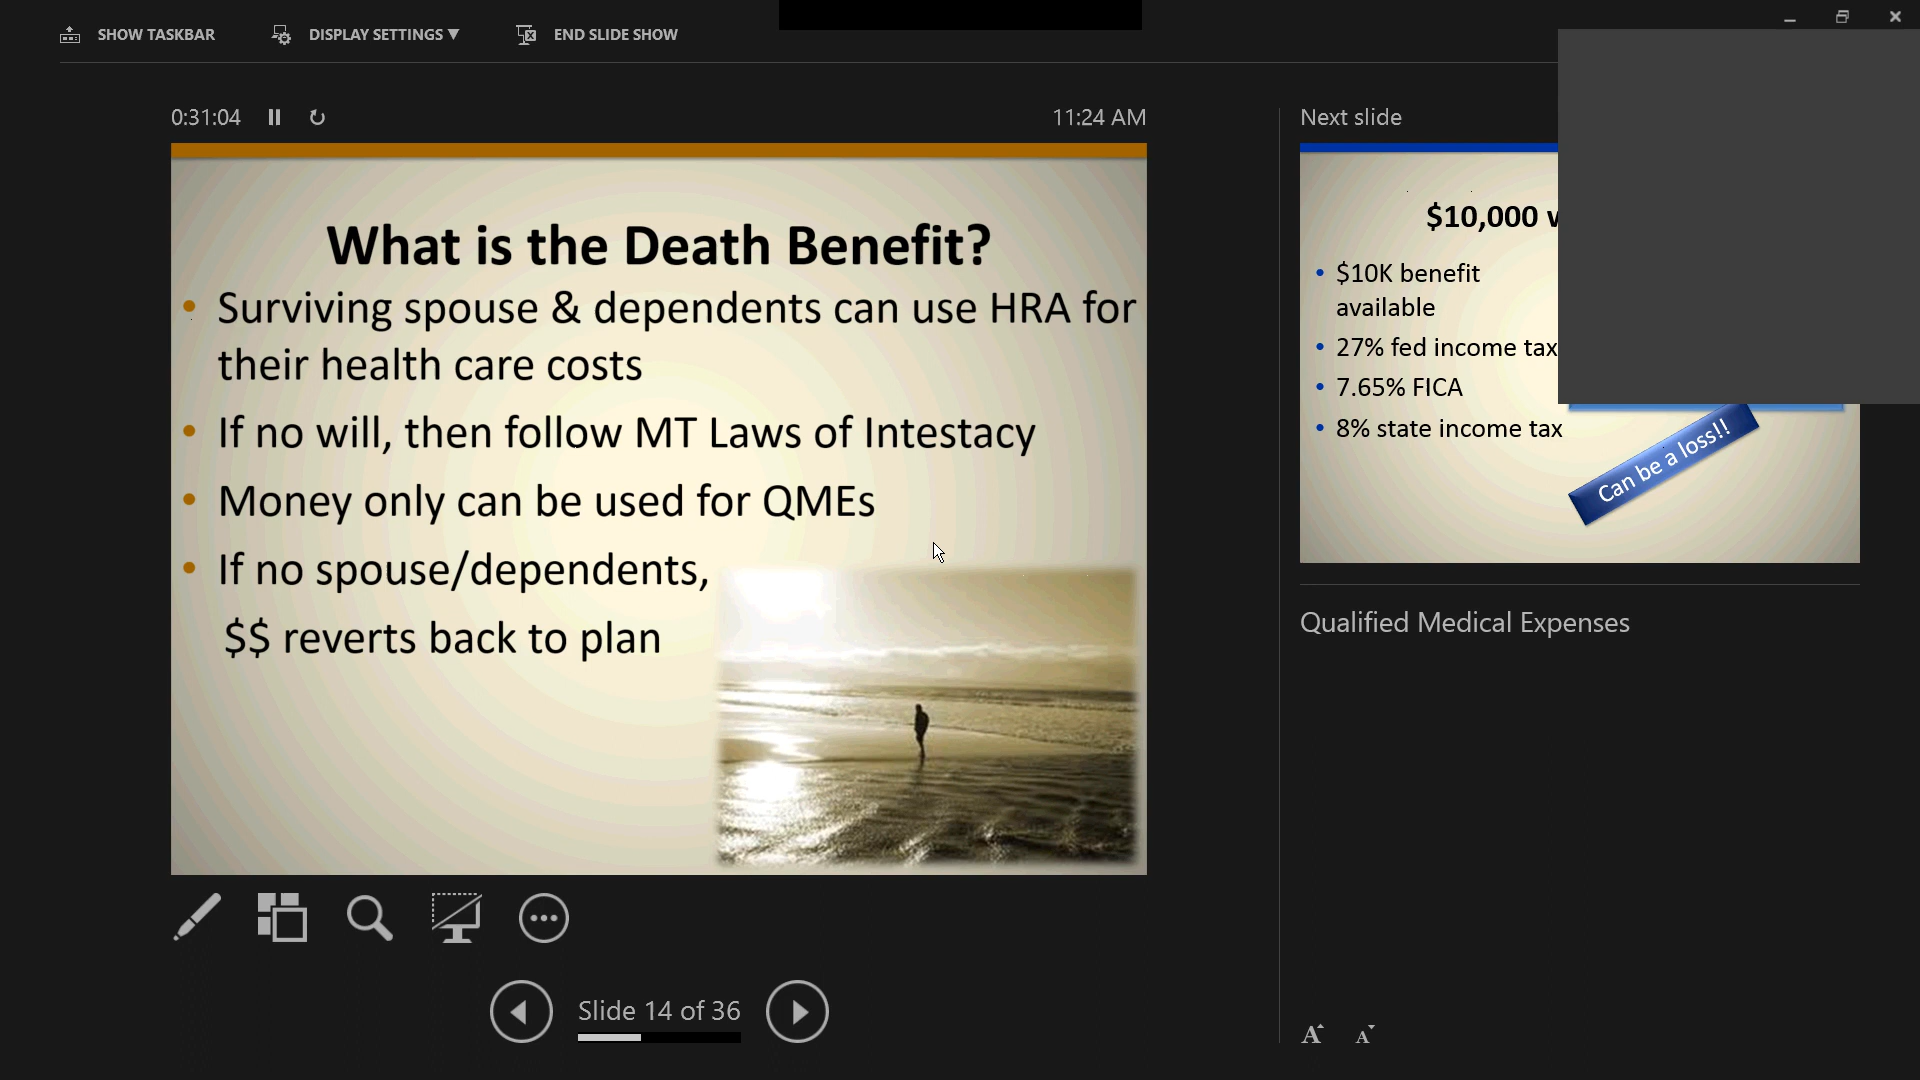 SHOW TASKBAR
DISPLAY SETTINGS ▼
END SLIDE SHOW
0:31:04
11:24 AM
What is the Death Benefit?
• Surviving spouse & dependents can use HRA for
their health care costs
• If no will, then follow MT Laws of Intestacy
• Money only can be used for QMEs
• If no spouse/dependents,
$$ reverts back to plan
Slide 14 of 36
Next slide
$10,000
• $10K benefit
available
• 27% fed income tax
• 7.65% FICA
• 8% state income tax
Can be a loss!!
Qualified Medical Expenses
A
A